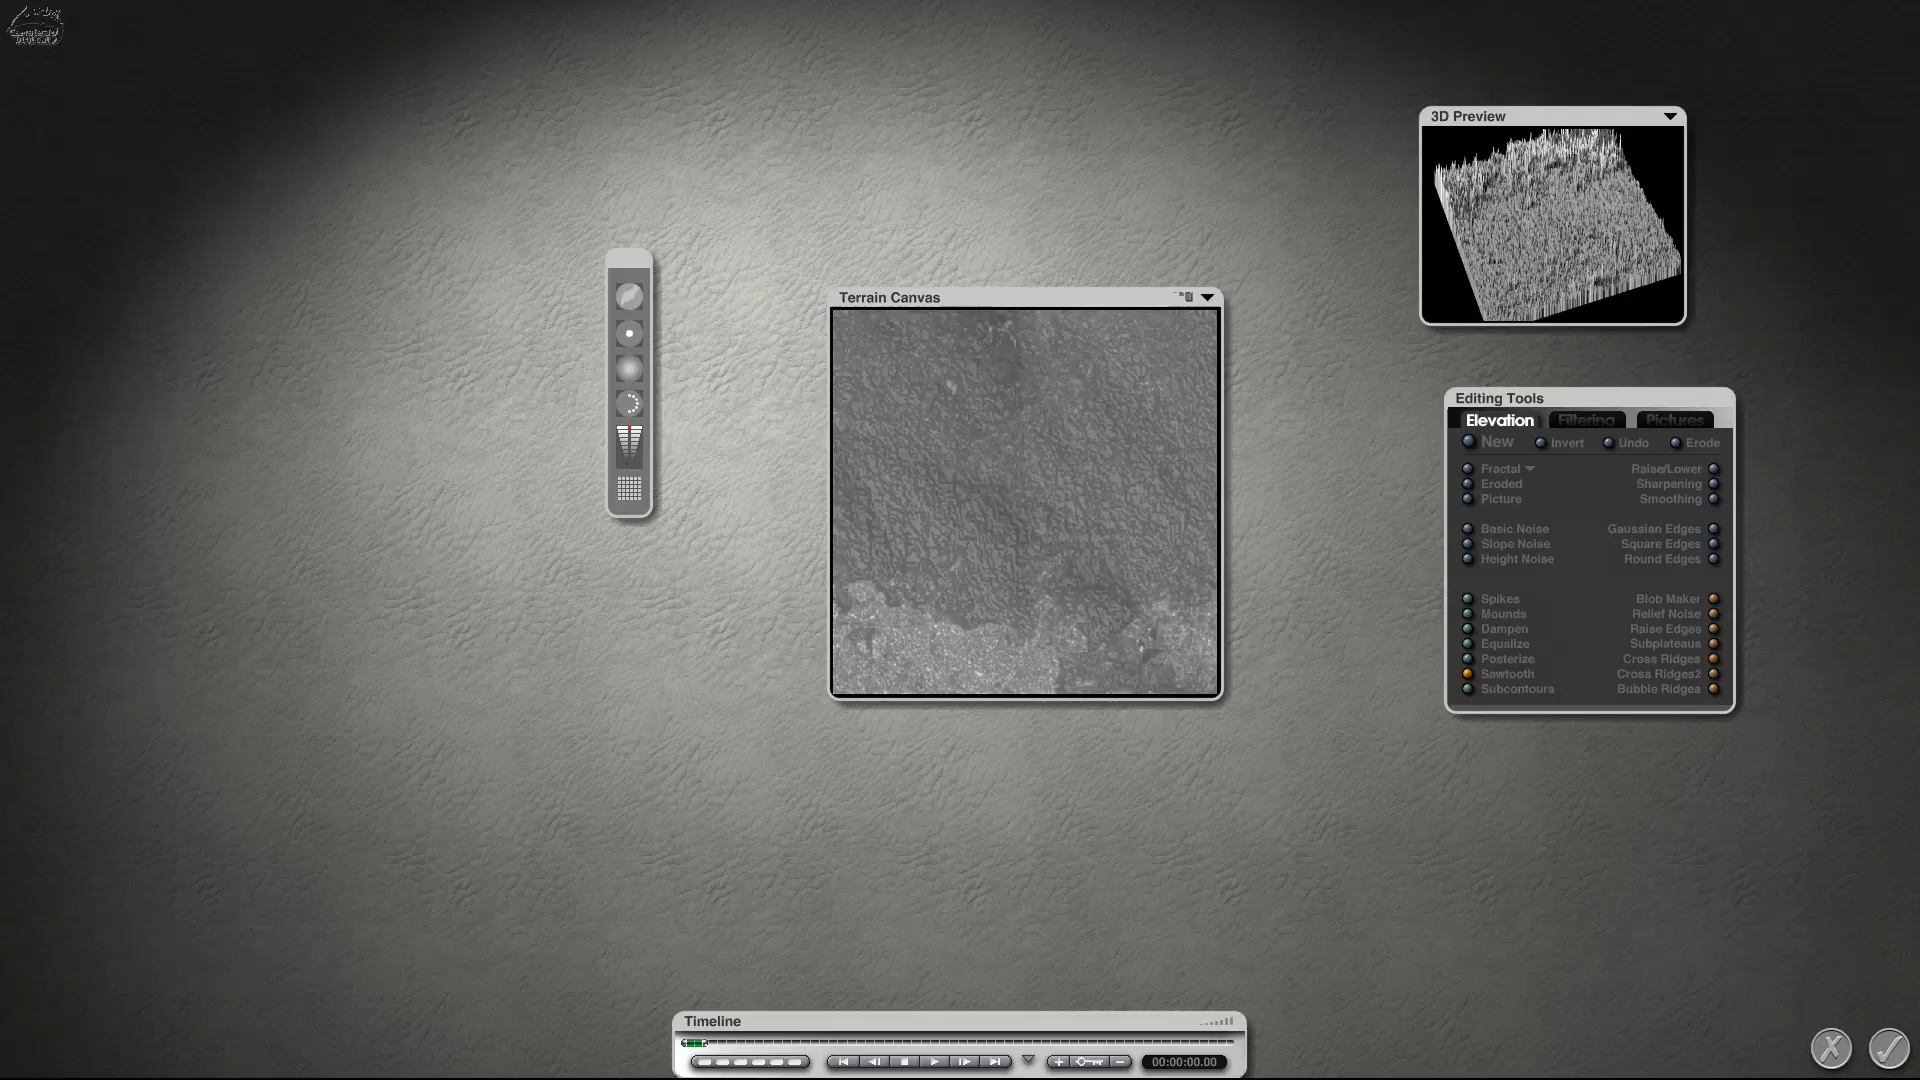 3D Preview
Terrain Canvas
Editing Tools
Elevation Filtering Pictures
New Invert Undo Erode
Fractal Raise/Lower
Eroded Sharpening
Picture Smoothing
Basic Noise Gaussian Edges
Slope Noise Square Edges
Height Noise Round Edges
Spikes Blob Maker
Mounds Relief Noise
Dampen Raise Edges
Equalize Subplateaus
Posterize Cross Ridges
Sawtooth Cross Ridges2
Subcontours Bubble Ridges
Timeline
00:00:00.00